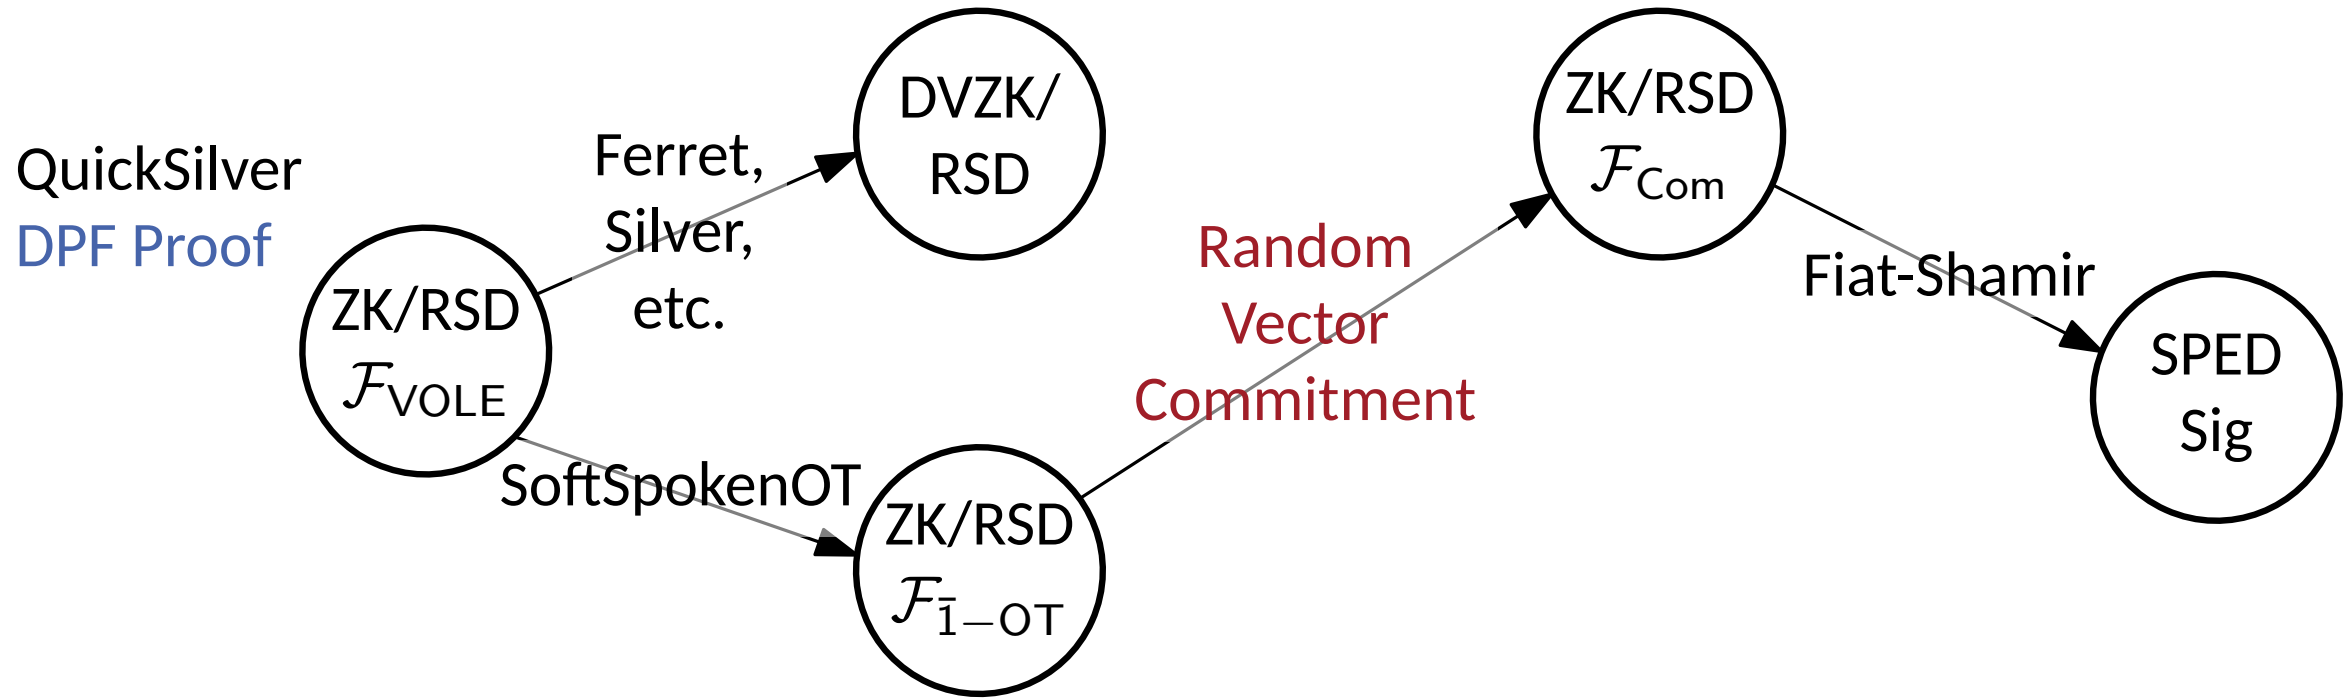 QuickSilver
DPF Proof
ZK/RSD
𝓕VOLE
Ferret,
Silver,
etc.
DVZK/
RSD
SoftSpokenOT
ZK/RSD
𝓕1̄−OT
Random
Vector
Commitment
ZK/RSD
𝓕Com
Fiat-Shamir
SPED
Sig